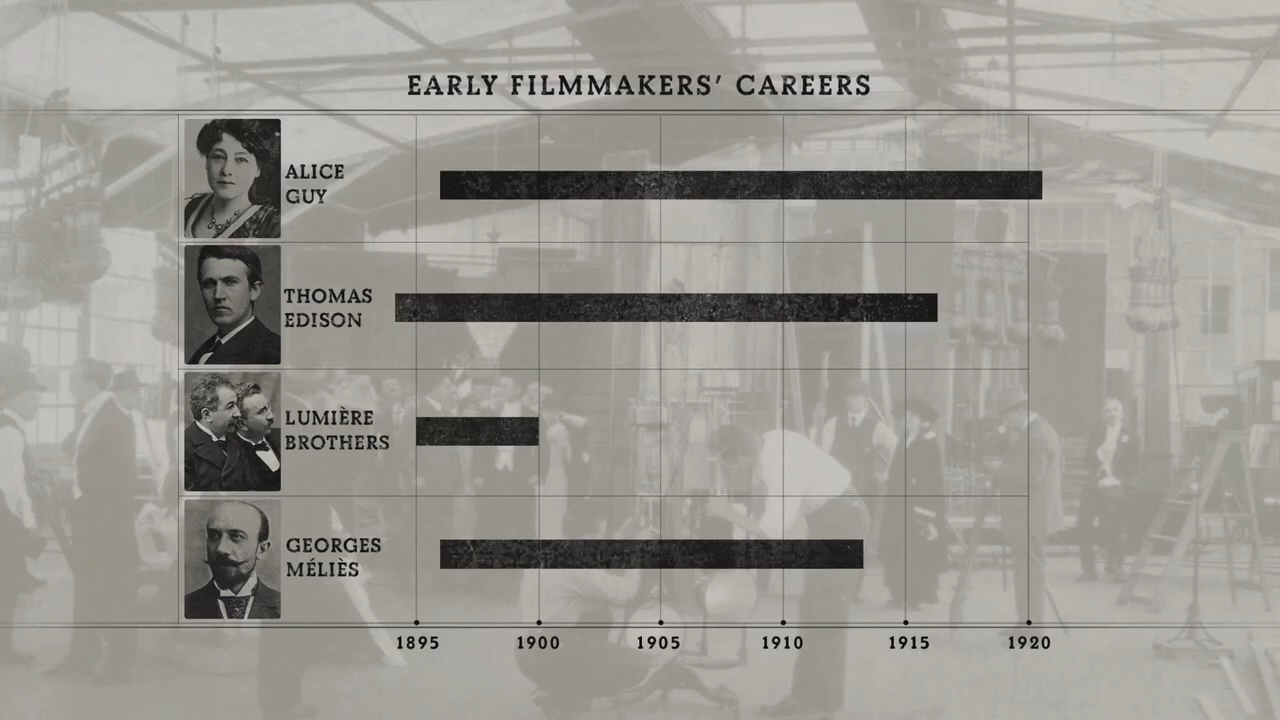 EARLY FILMMAKERS' CAREERS
ALICE
GUY
THOMAS
EDISON
LUMIÈRE
BROTHERS
GEORGES
MÉLIÈS
1895 1900 1905 1910 1915 1920